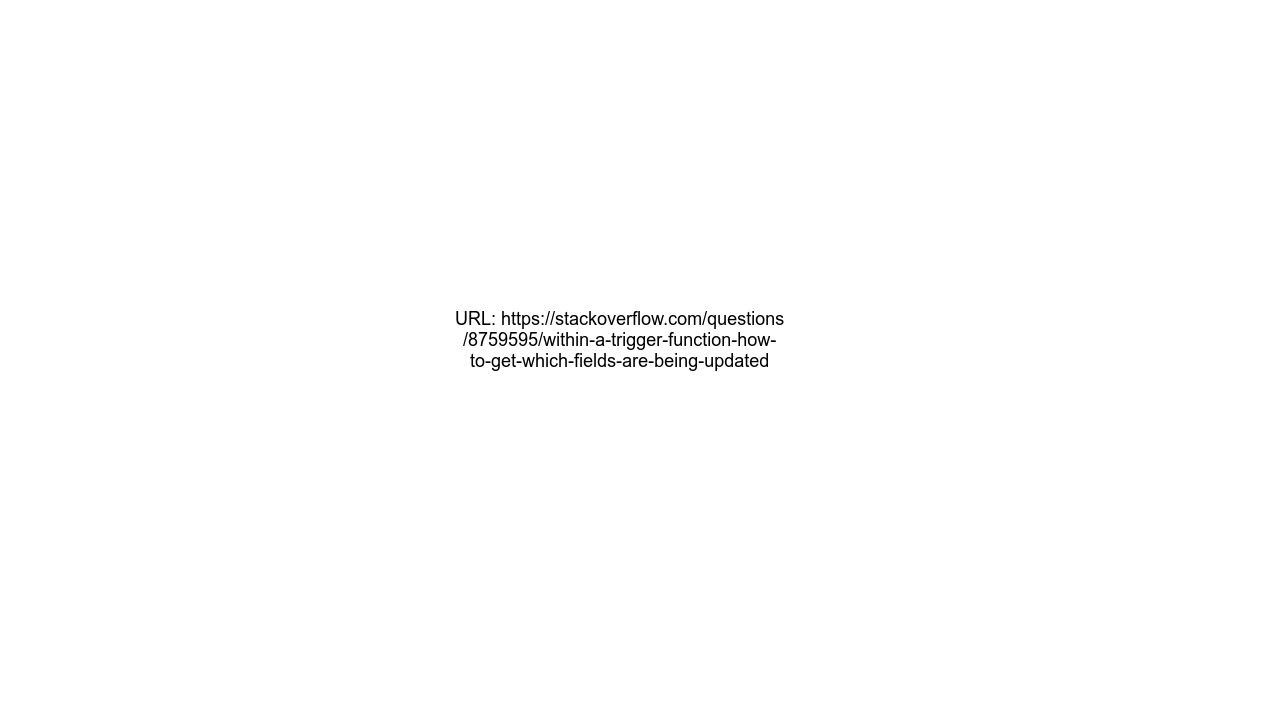 URL: https://stackoverflow.com/questions
/8759595/within-a-trigger-function-how-
to-get-which-fields-are-being-updated